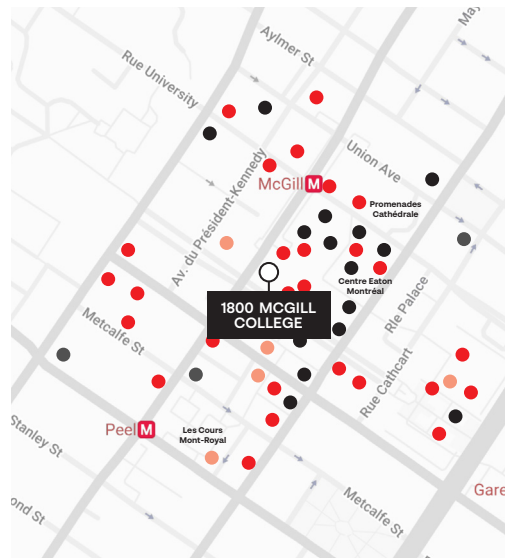 Aylmer St
Rue University
Union Ave
McGill M
Promenades
Cathédrale
Av. du Président-Kennedy
Centre Eaton
Montréal
1800 MCGILL
COLLEGE
Rle Palace
Metcalfe St
Rue Cathcart
Peel M
Les Cours
Mont-Royal
Stanley St
Gare
Metcalfe St
ond St